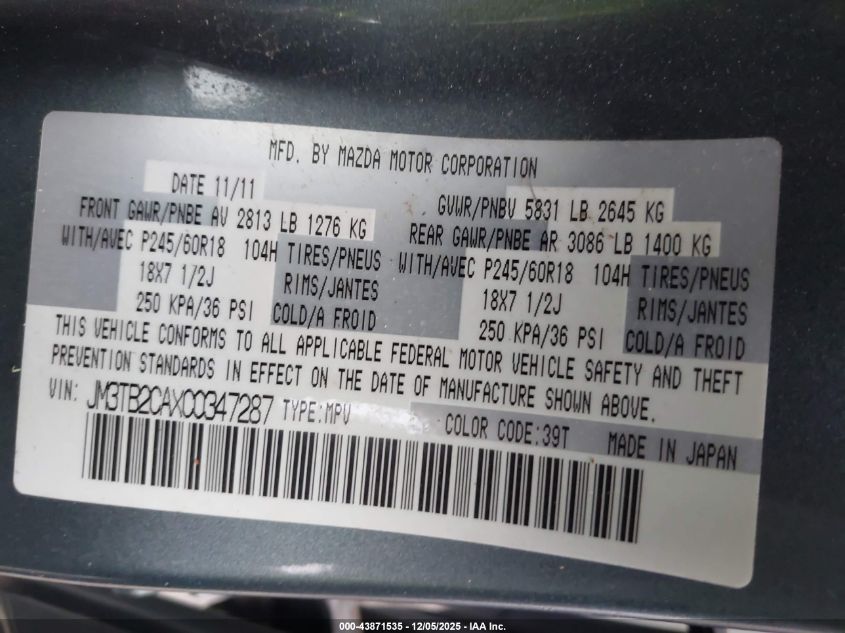 MFD. BY MAZDA MOTOR CORPORATION
DATE 11/11
GVWR/PNBV 5831 LB 2645 KG
FRONT GAWR/PNBE AV 2813 LB 1276 KG
REAR GAWR/PNBE AR 3086 LB 1400 KG
WITH/AVEC P245/60R18 104H TIRES/PNEUS
WITH/AVEC P245/60R18 104H TIRES/PNEUS
18X7 1/2J RIMS/JANTES
18X7 1/2J RIMS/JANTES
250 KPA/36 PSI COLD/A FROID
250 KPA/36 PSI COLD/A FROID
THIS VEHICLE CONFORMS TO ALL APPLICABLE FEDERAL MOTOR VEHICLE SAFETY AND THEFT
PREVENTION STANDARDS IN EFFECT ON THE DATE OF MANUFACTURE SHOWN ABOVE.
VIN: JM3TB2CAXC0347287 TYPE:MPV COLOR CODE:39T MADE IN JAPAN
000-43871535 - 12/05/2025 - IAA Inc.